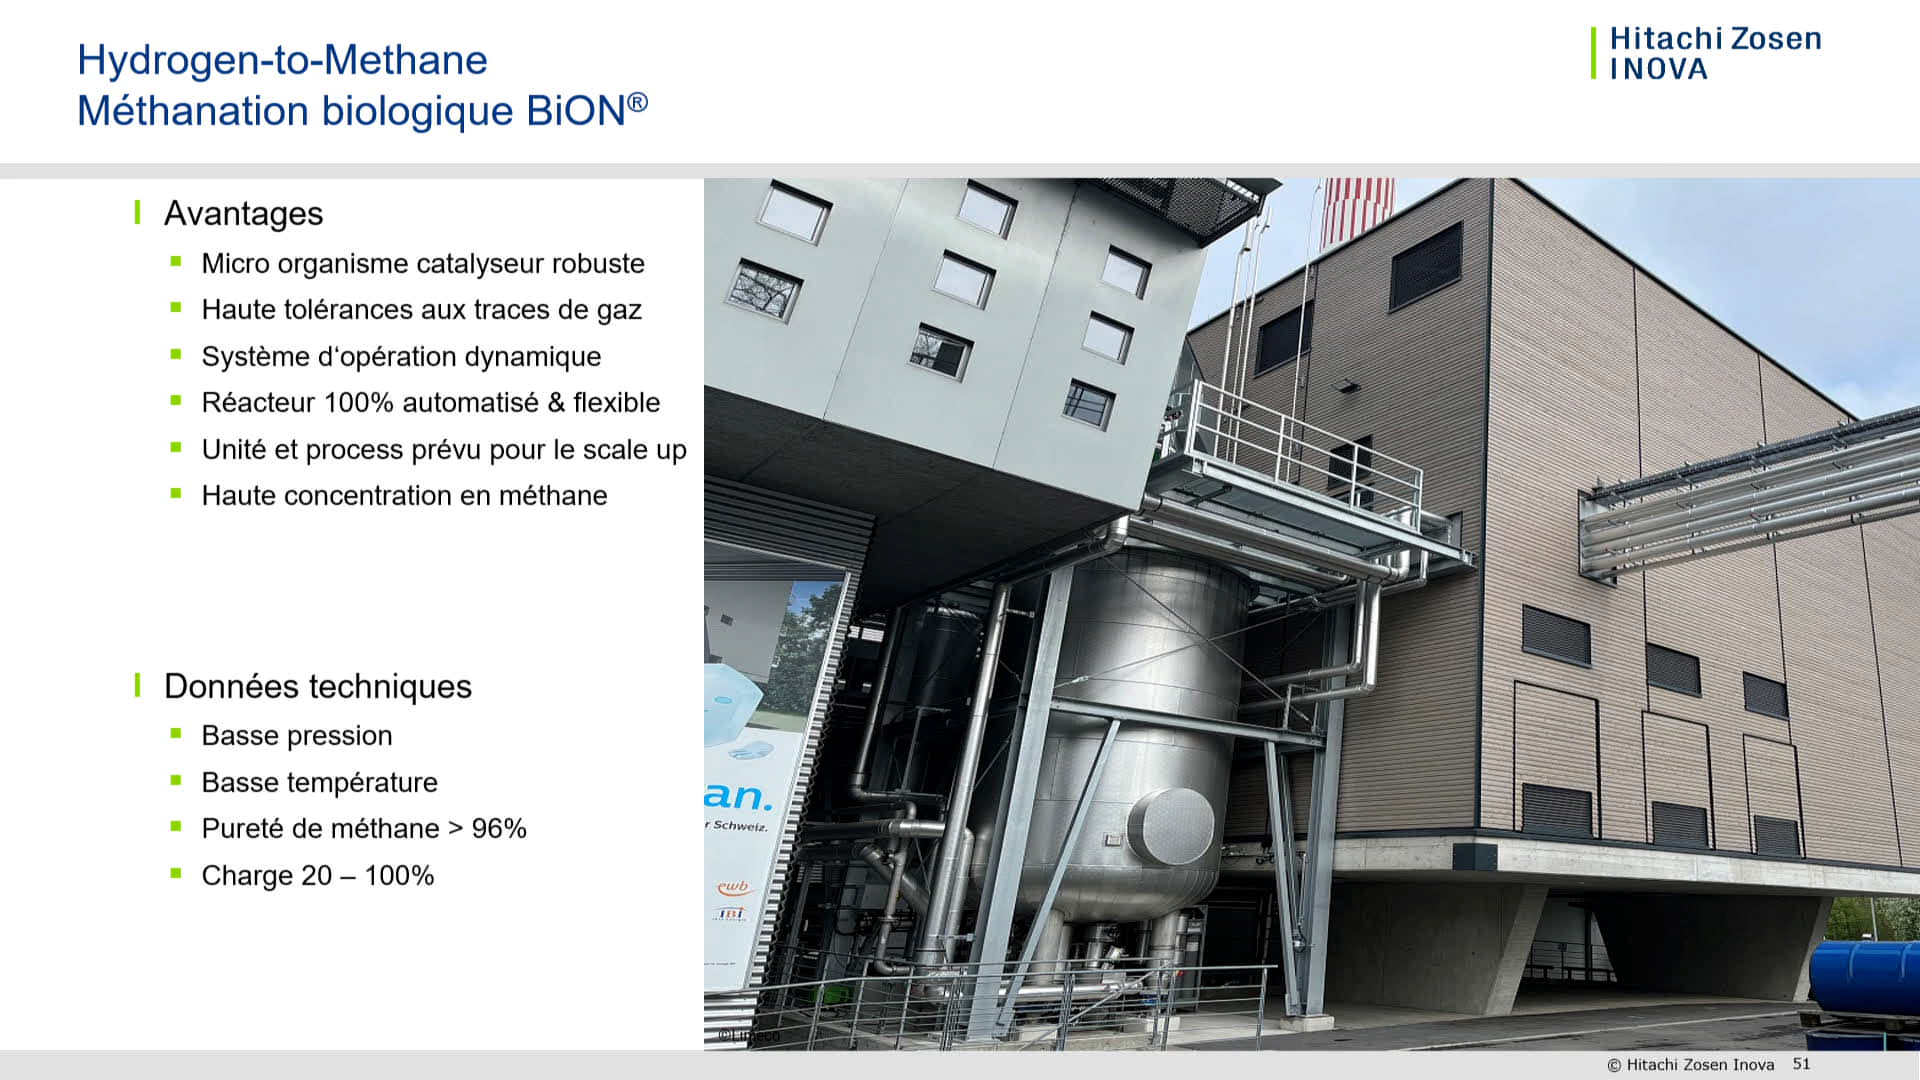 Hydrogen-to-Methane
Méthanation biologique BiON®
Hitachi Zosen
INOVA
Avantages
Micro organisme catalyseur robuste
Haute tolérances aux traces de gaz
Système d‘opération dynamique
Réacteur 100% automatisé & flexible
Unité et process prévu pour le scale up
Haute concentration en méthane
Données techniques
Basse pression
Basse température
Pureté de méthane > 96%
Charge 20 – 100%
an.
r Schweiz.
ewb
IBI
© Hitachi Zosen Inova 51